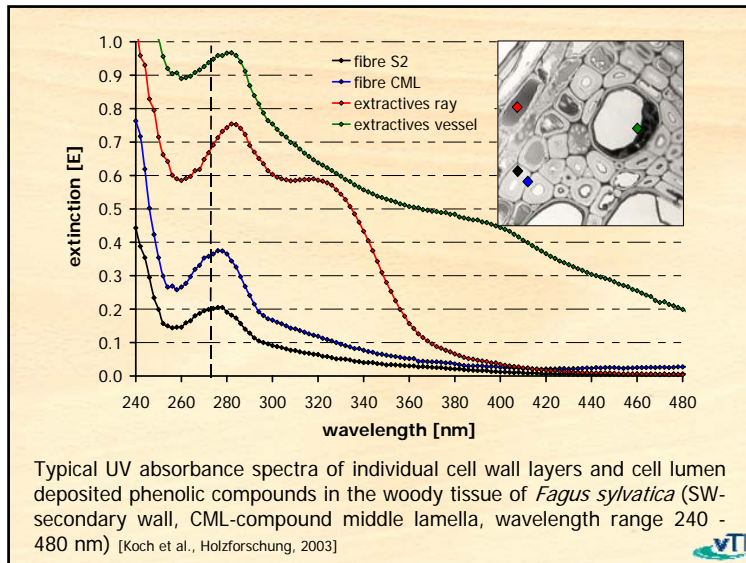 1.0
0.9
0.8
0.7
0.6
0.5
0.4
0.3
0.2
0.1
0.0
extinction [E]
fibre S2
fibre CML
extractives ray
extractives vessel
240 260 280 300 320 340 360 380 400 420 440 460 480
wavelength [nm]
Typical UV absorbance spectra of individual cell wall layers and cell lumen
deposited phenolic compounds in the woody tissue of Fagus sylvatica (SW-
secondary wall, CML-compound middle lamella, wavelength range 240 -
480 nm) [Koch et al., Holzforschung, 2003]